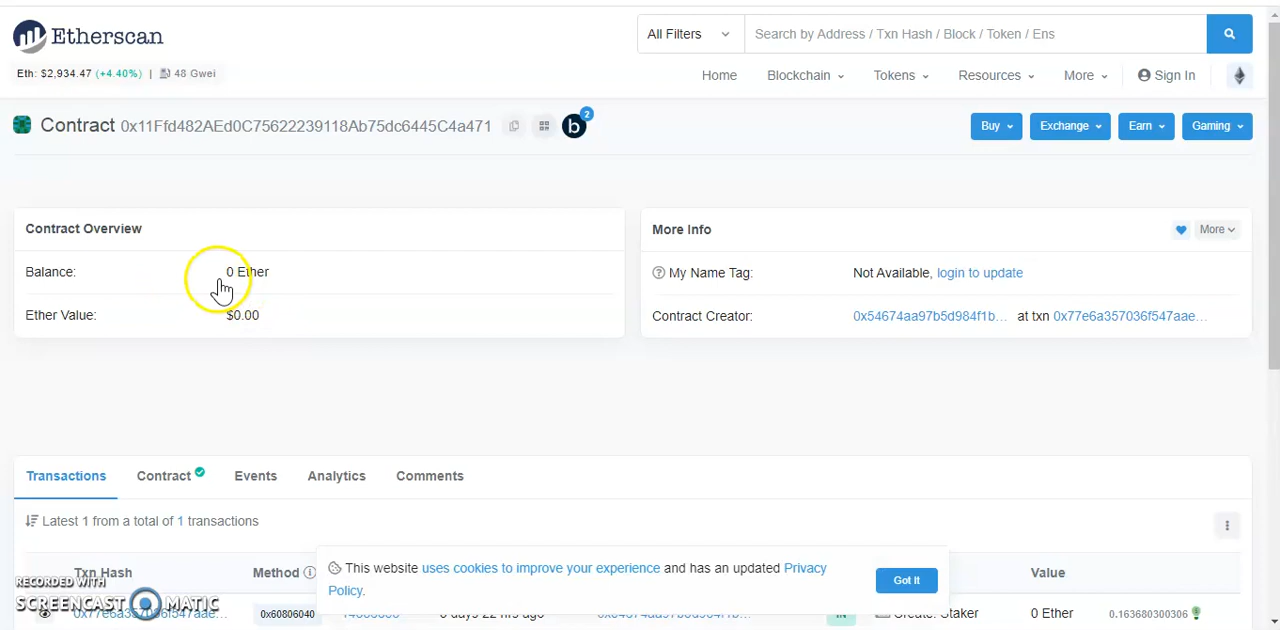 Etherscan
All Filters
Search by Address / Txn Hash / Block / Token / Ens
Eth: $2,934.47 (+4.40%) | 48 Gwei
Home Blockchain Tokens Resources More Sign In
Contract 0x11Ffd482AEd0C75622239118Ab75dc6445C4a471
b 2
Buy Exchange Earn Gaming
Contract Overview
Balance: 0 Ether
Ether Value: $0.00
More Info
More
My Name Tag: Not Available, login to update
Contract Creator: 0x54674aa97b5d984f1b... at txn 0x77e6a357036f547aae...
Transactions Contract Events Analytics Comments
Latest 1 from a total of 1 transactions
Txn Hash Method Value
This website uses cookies to improve your experience and has an updated Privacy
Policy.
Got It
0x60806040 Staker 0 Ether 0.163680300306
RECORDED WITH
SCREENCAST MATIC